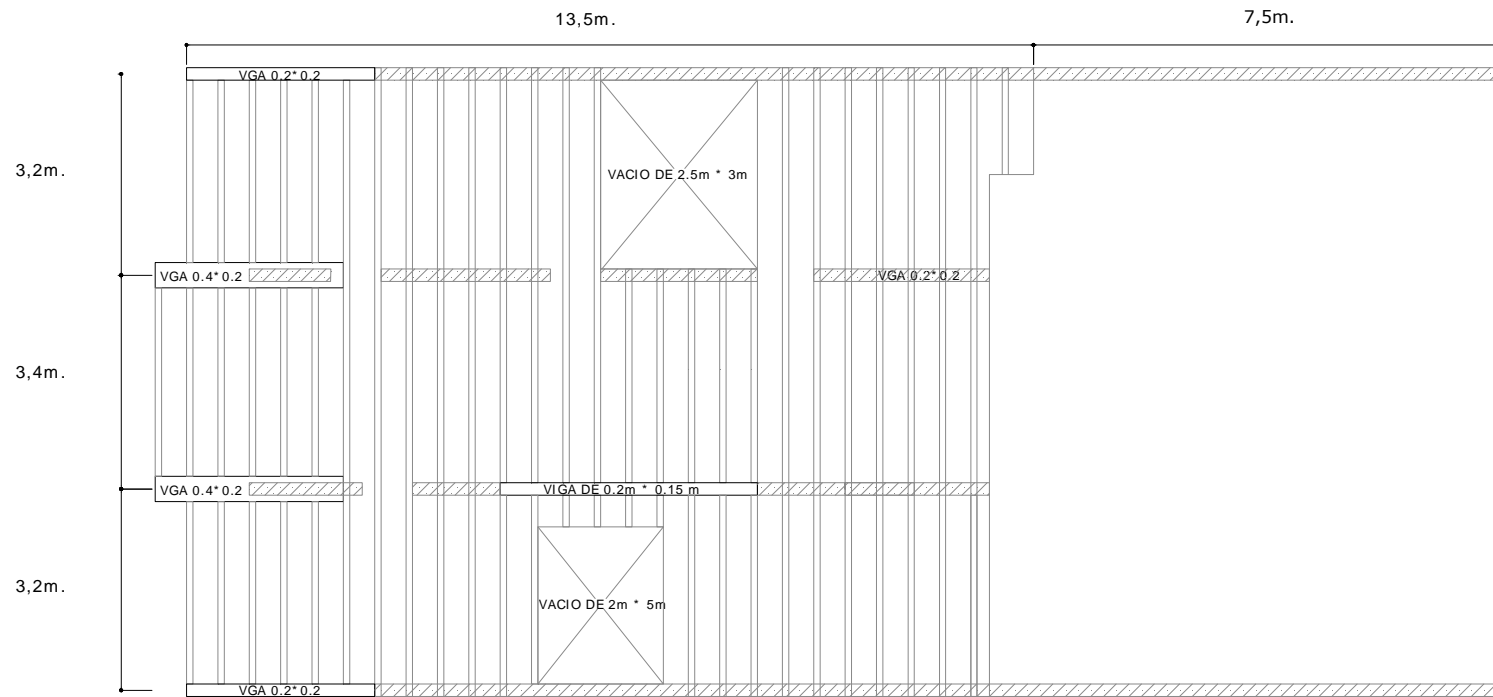 13,5m.
7,5m.
VGA 0.2*0.2
3,2m.
VACIO DE 2.5m * 3m
VGA 0.4*0.2
VGA 0.2*0.2
3,4m.
VGA 0.4*0.2
VIGA DE 0.2m * 0.15 m
3,2m.
VACIO DE 2m * 5m
VGA 0.2*0.2